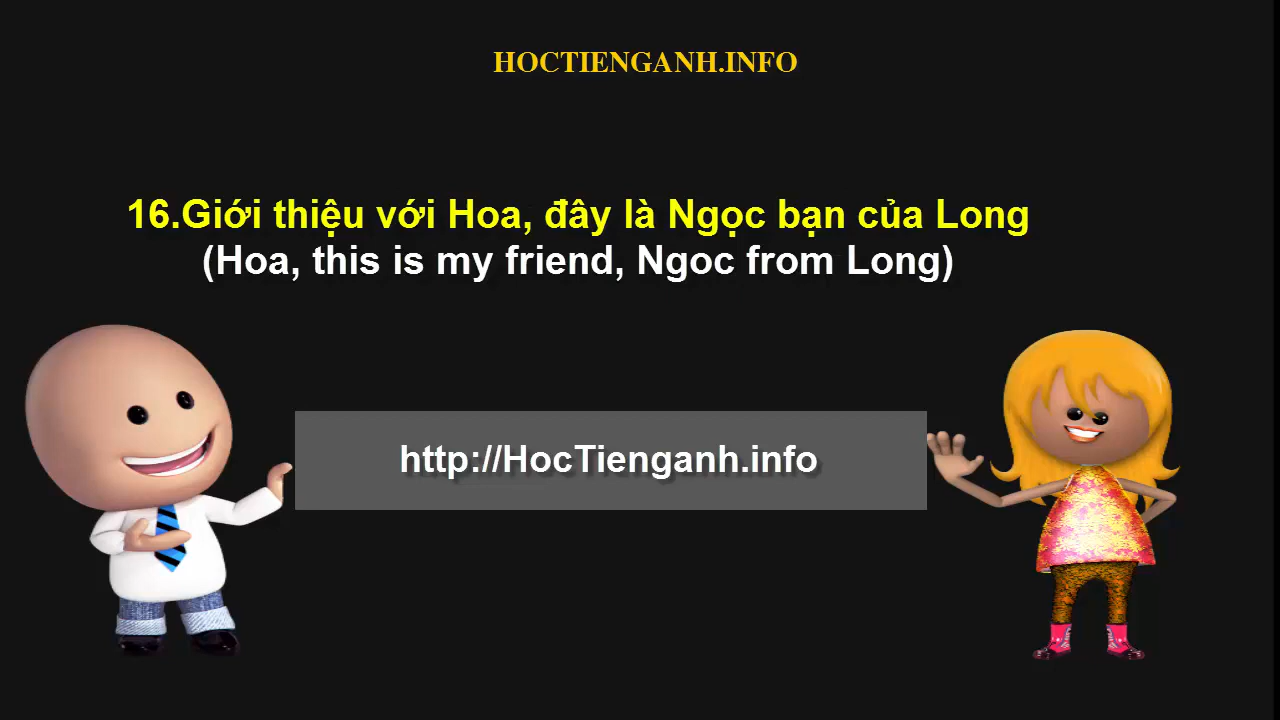 HOCTIENGANH.INFO
16.Giới thiệu với Hoa, đây là Ngọc bạn của Long
(Hoa, this is my friend, Ngoc from Long)
http://HocTienganh.info